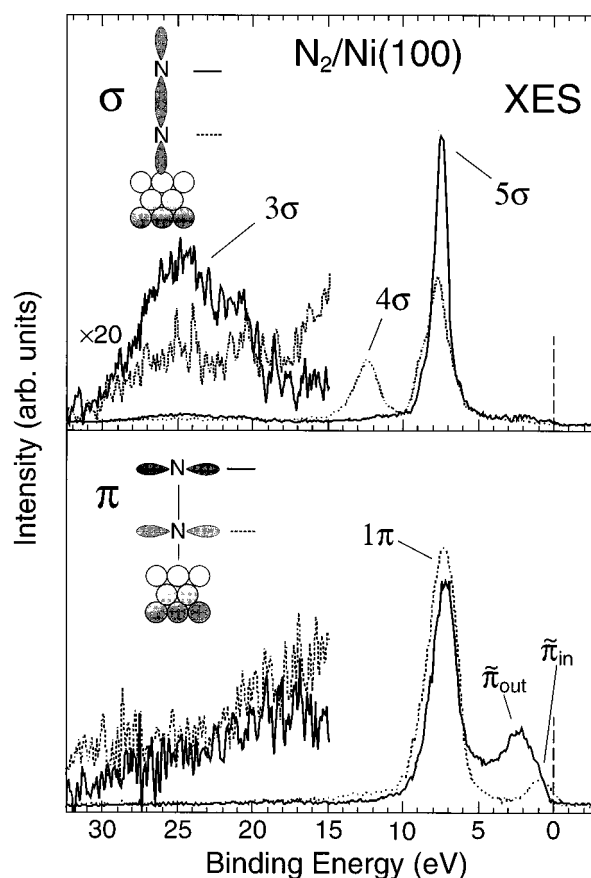 N₂/Ni(100)
XES
σ
N
N
3σ
5σ
4σ
×20
Intensity (arb. units)
π
N
N
1π
π̃out
π̃in
30 25 20 15 10 5 0
Binding Energy (eV)